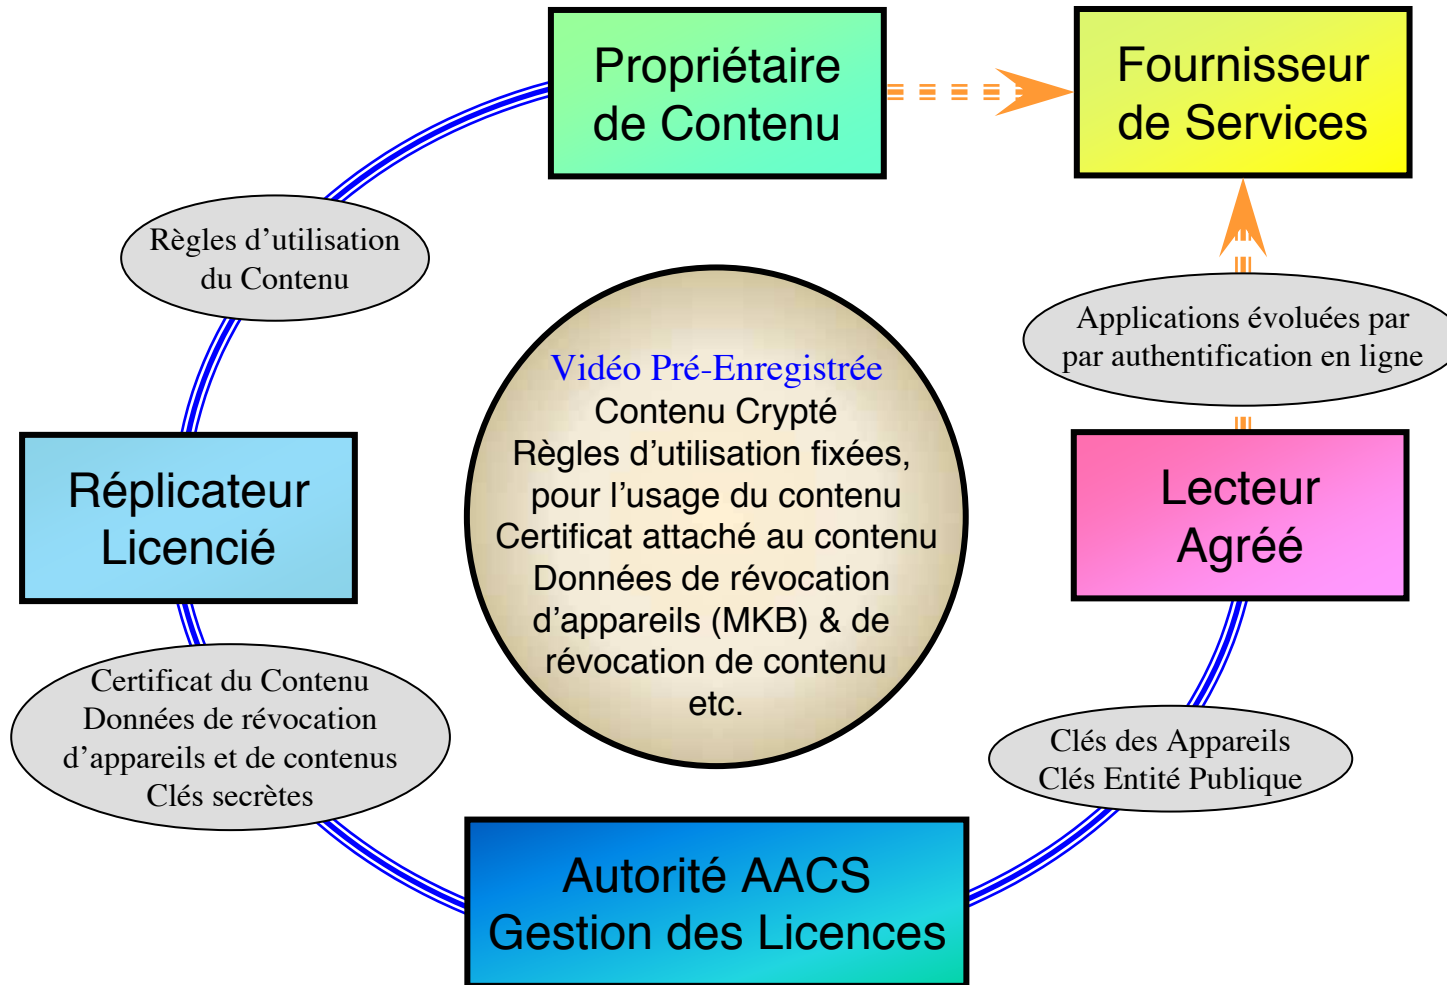 Propriétaire
de Contenu
Fournisseur
de Services
Règles d’utilisation
du Contenu
Applications évoluées par
par authentification en ligne
Vidéo Pré-Enregistrée
Contenu Crypté
Règles d’utilisation fixées,
pour l’usage du contenu
Certificat attaché au contenu
Données de révocation
d’appareils (MKB) & de
révocation de contenu
etc.
Réplicateur
Licencié
Lecteur
Agréé
Certificat du Contenu
Données de révocation
d’appareils et de contenus
Clés secrètes
Clés des Appareils
Clés Entité Publique
Autorité AACS
Gestion des Licences